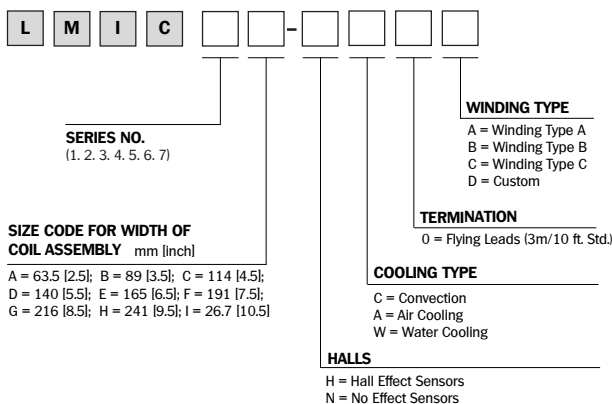 L M I C -
SERIES NO.
(1. 2. 3. 4. 5. 6. 7)
SIZE CODE FOR WIDTH OF
COIL ASSEMBLY mm [inch]
A = 63.5 [2.5]; B = 89 [3.5]; C = 114 [4.5];
D = 140 [5.5]; E = 165 [6.5]; F = 191 [7.5];
G = 216 [8.5]; H = 241 [9.5]; I = 26.7 [10.5]
WINDING TYPE
A = Winding Type A
B = Winding Type B
C = Winding Type C
D = Custom
TERMINATION
0 = Flying Leads (3m/10 ft. Std.)
COOLING TYPE
C = Convection
A = Air Cooling
W = Water Cooling
HALLS
H = Hall Effect Sensors
N = No Effect Sensors